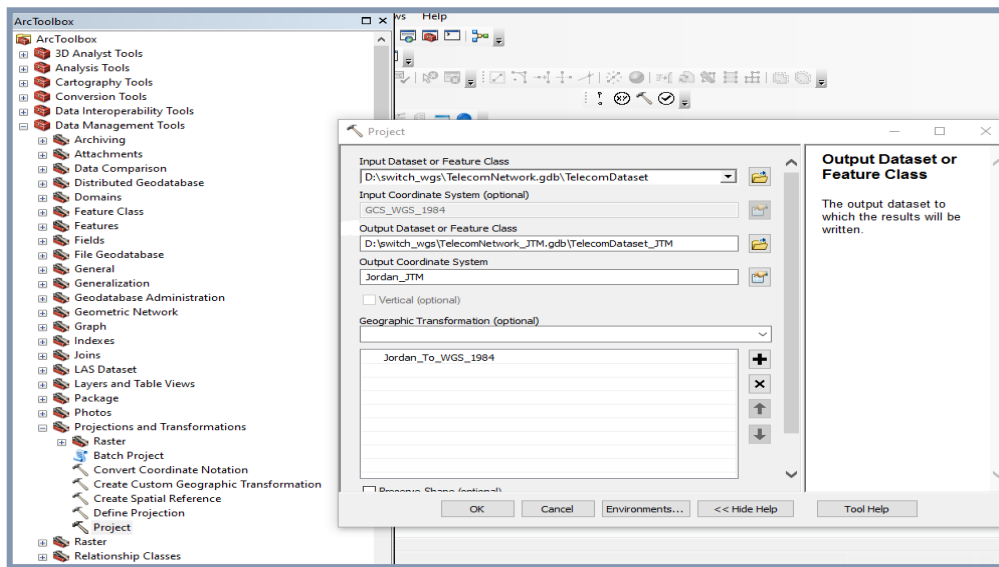 ArcToolbox
ArcToolbox
3D Analyst Tools
Analysis Tools
Cartography Tools
Conversion Tools
Data Interoperability Tools
Data Management Tools
Archiving
Attachments
Data Comparison
Distributed Geodatabase
Domains
Feature Class
Features
Fields
File Geodatabase
General
Generalization
Geodatabase Administration
Geometric Network
Graph
Indexes
Joins
LAS Dataset
Layers and Table Views
Package
Photos
Projections and Transformations
Raster
Batch Project
Convert Coordinate Notation
Create Custom Geographic Transformation
Create Spatial Reference
Define Projection
Project
Raster
Relationship Classes
ws Help
Project
Input Dataset or Feature Class
D:\switch_wgs\TelecomNetwork.gdb\TelecomDataset
Input Coordinate System (optional)
GCS_WGS_1984
Output Dataset or Feature Class
D:\switch_wgs\TelecomNetwork_JTM.gdb\TelecomDataset_JTM
Output Coordinate System
Jordan_JTM
Vertical (optional)
Geographic Transformation (optional)
Jordan_To_WGS_1984
Preserve Shape (optional)
OK Cancel Environments... << Hide Help Tool Help
Output Dataset or
Feature Class
The output dataset to
which the results will be
written.